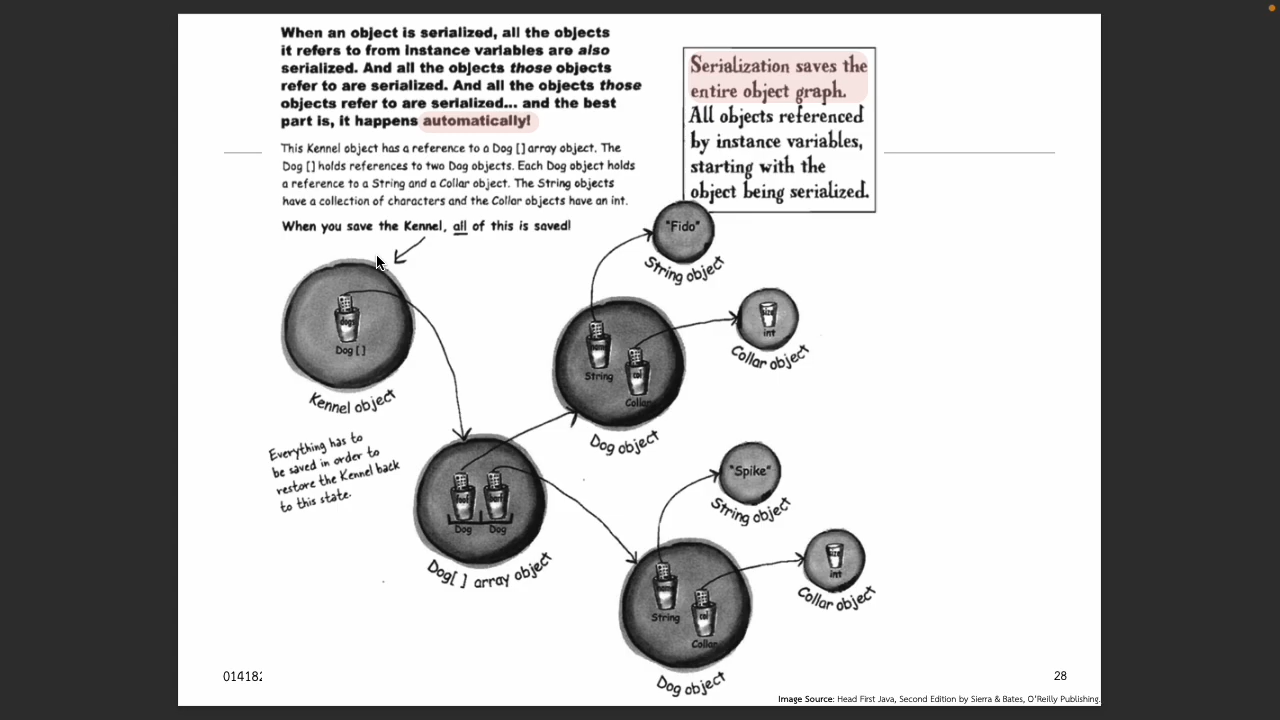 When an object is serialized, all the objects
it refers to from instance variables are also
serialized. And all the objects those objects
refer to are serialized. And all the objects those
objects refer to are serialized... and the best
part is, it happens automatically!
This Kennel object has a reference to a Dog [] array object. The
Dog [] holds references to two Dog objects. Each Dog object holds
a reference to a String and a Collar object. The String objects
have a collection of characters and the Collar objects have an int.
When you save the Kennel, all of this is saved!
Serialization saves the
entire object graph.
All objects referenced
by instance variables,
starting with the
object being serialized.
"Fido"
String object
dogs
Dog []
Kennel object
size
int
Collar object
String
col
Collar
Dog object
Everything has to
be saved in order to
restore the Kennel back
to this state.
Dog Dog
Dog[ ] array object
"Spike"
String object
size
int
Collar object
String
col
Collar
Dog object
014182
28
Image Source: Head First Java, Second Edition by Sierra & Bates, O'Reilly Publishing.